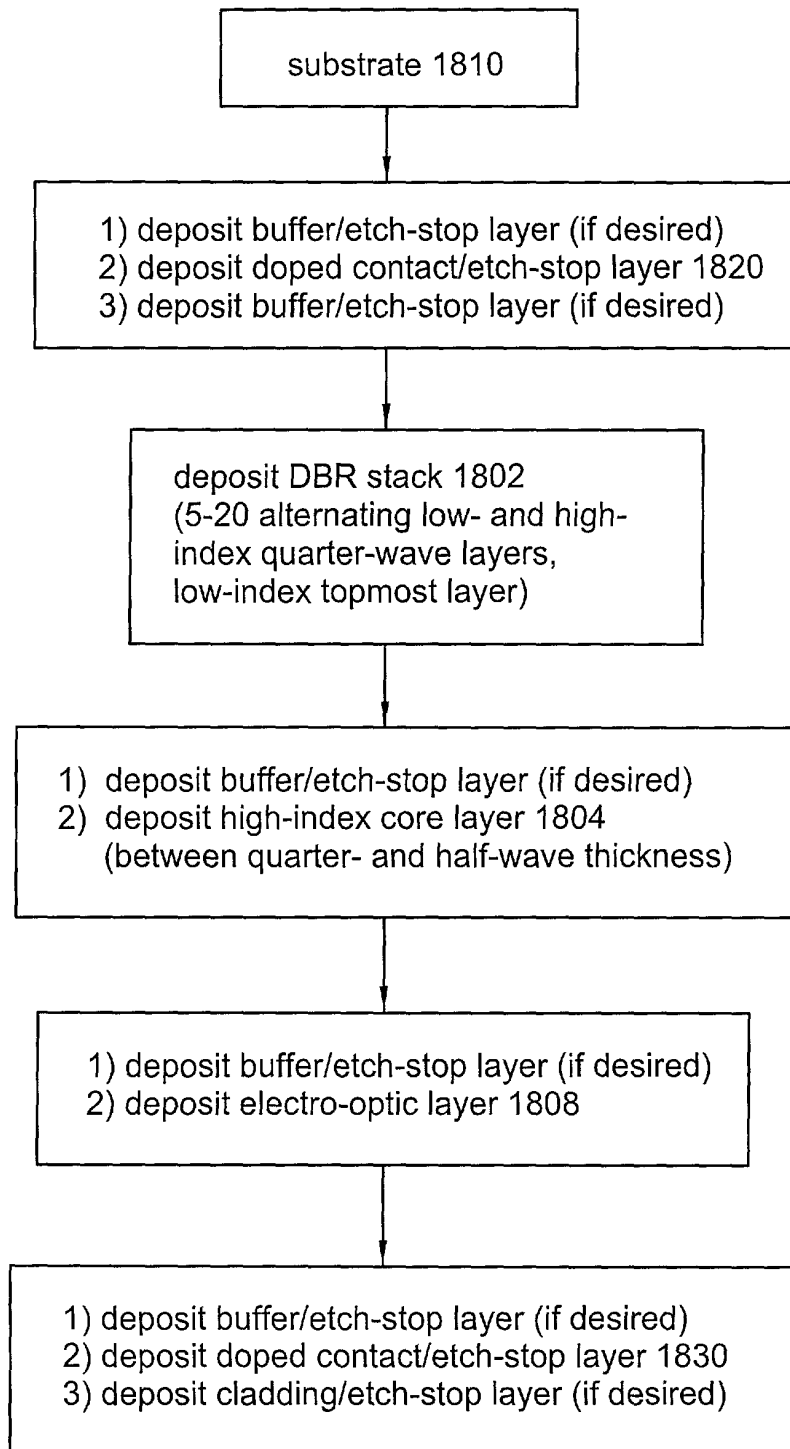 substrate 1810
1) deposit buffer/etch-stop layer (if desired)
2) deposit doped contact/etch-stop layer 1820
3) deposit buffer/etch-stop layer (if desired)
deposit DBR stack 1802
(5-20 alternating low- and high-
index quarter-wave layers,
low-index topmost layer)
1) deposit buffer/etch-stop layer (if desired)
2) deposit high-index core layer 1804
(between quarter- and half-wave thickness)
1) deposit buffer/etch-stop layer (if desired)
2) deposit electro-optic layer 1808
1) deposit buffer/etch-stop layer (if desired)
2) deposit doped contact/etch-stop layer 1830
3) deposit cladding/etch-stop layer (if desired)